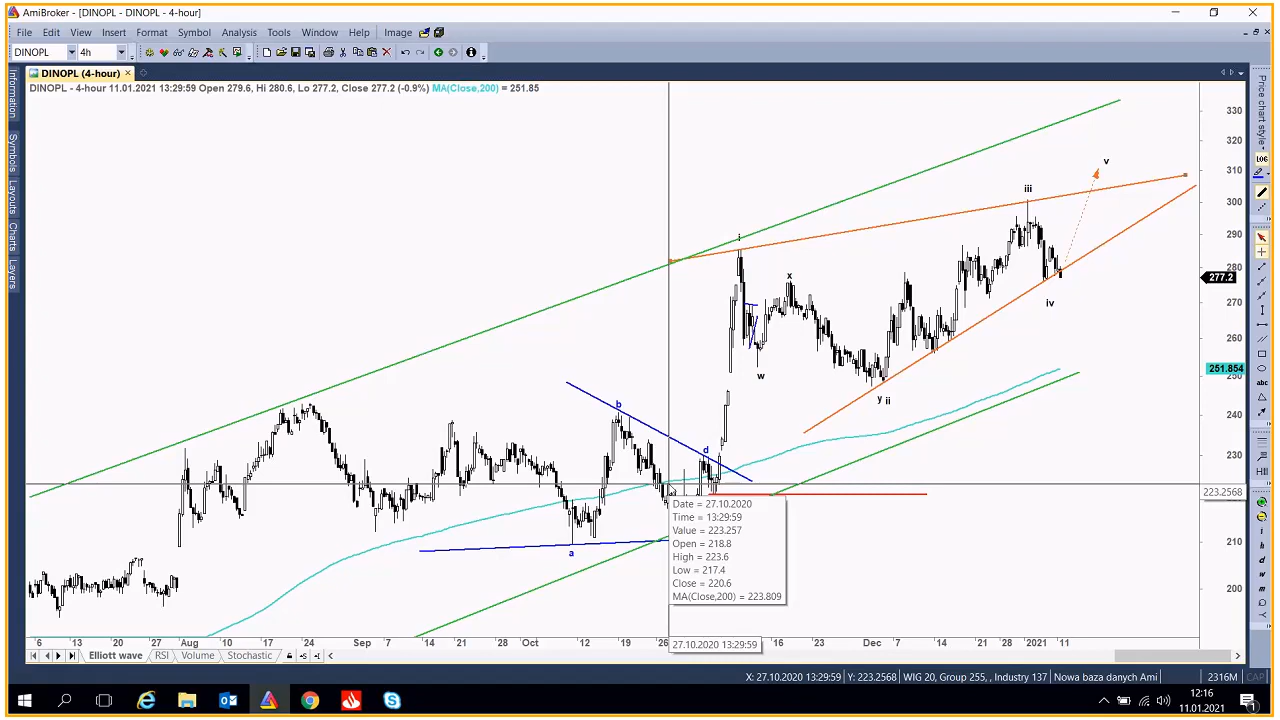 AmiBroker - [DINOPL - DINOPL - 4-hour]
File Edit View Insert Format Symbol Analysis Tools Window Help Image
DINOPL 4h
DINOPL (4-hour)
DINOPL - 4-hour 11.01.2021 13:29:59 Open 279.6, Hi 280.6, Lo 277.2, Close 277.2 (-0.9%) MA(Close,200) = 251.85
Information
Symbols
Layouts
Charts
Layers
Price chart style
LOG
abc
HILI
330
320
310
300
290
280
277.2
270
260
251.854
250
240
230
223.2568
210
200
v
iii
i
x
iv
w
y ii
b
d
a
Date = 27.10.2020
Time = 13:29:59
Value = 223.257
Open = 218.8
High = 223.6
Low = 217.4
Close = 220.6
MA(Close,200) = 223.809
6 13 20 27 Aug 10 17 24 Sep 7 14 21 28 Oct 12 19 26 16 23 Dec 7 14 21 28 2021 11
27.10.2020 13:29:59
Elliott wave RSI Volume Stochastic
X: 27.10.2020 13:29:59 Y: 223.2568 WIG 20, Group 255, , Industry 137 Nowa baza danych Ami 2316M CAP
12:16
11.01.2021
1